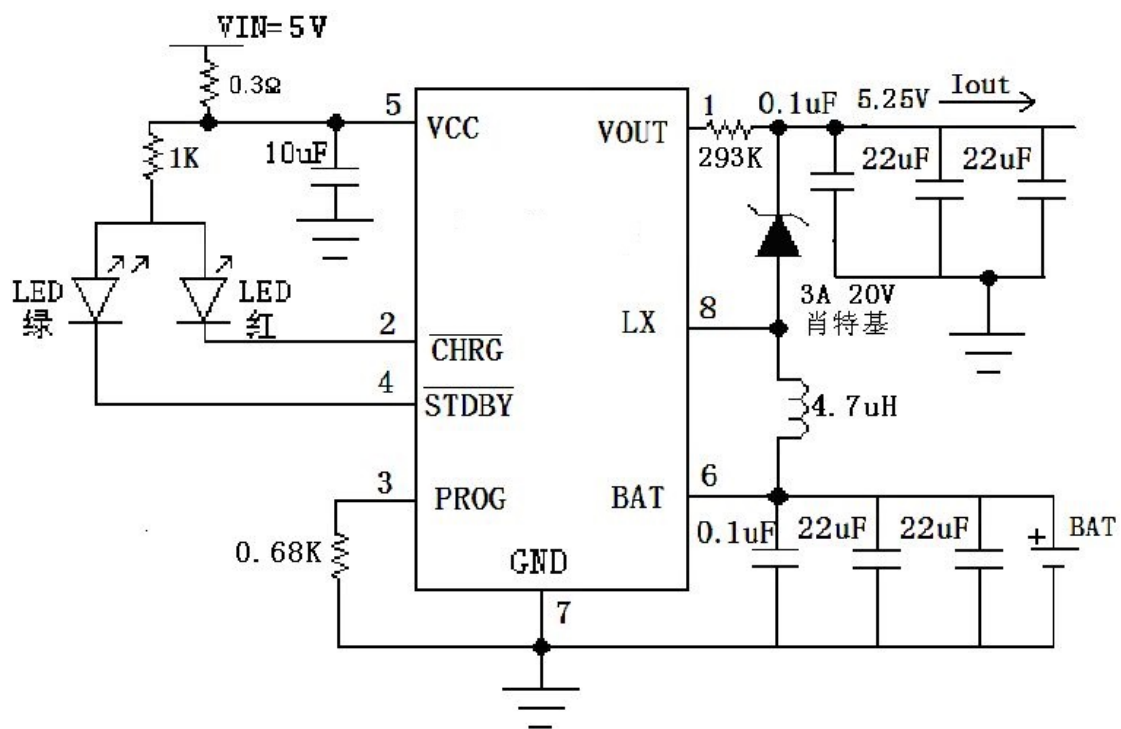 VIN=5V
0.3Ω
1K
10uF
5
VCC
1
VOUT
293K
0.1uF
5.25V
Iout
22uF
22uF
LED
绿
LED
红
2
CHRG
4
STDBY
8
LX
3A 20V
肖特基
4.7uH
3
PROG
6
BAT
0.68K
0.1uF
22uF
22uF
+
BAT
GND
7